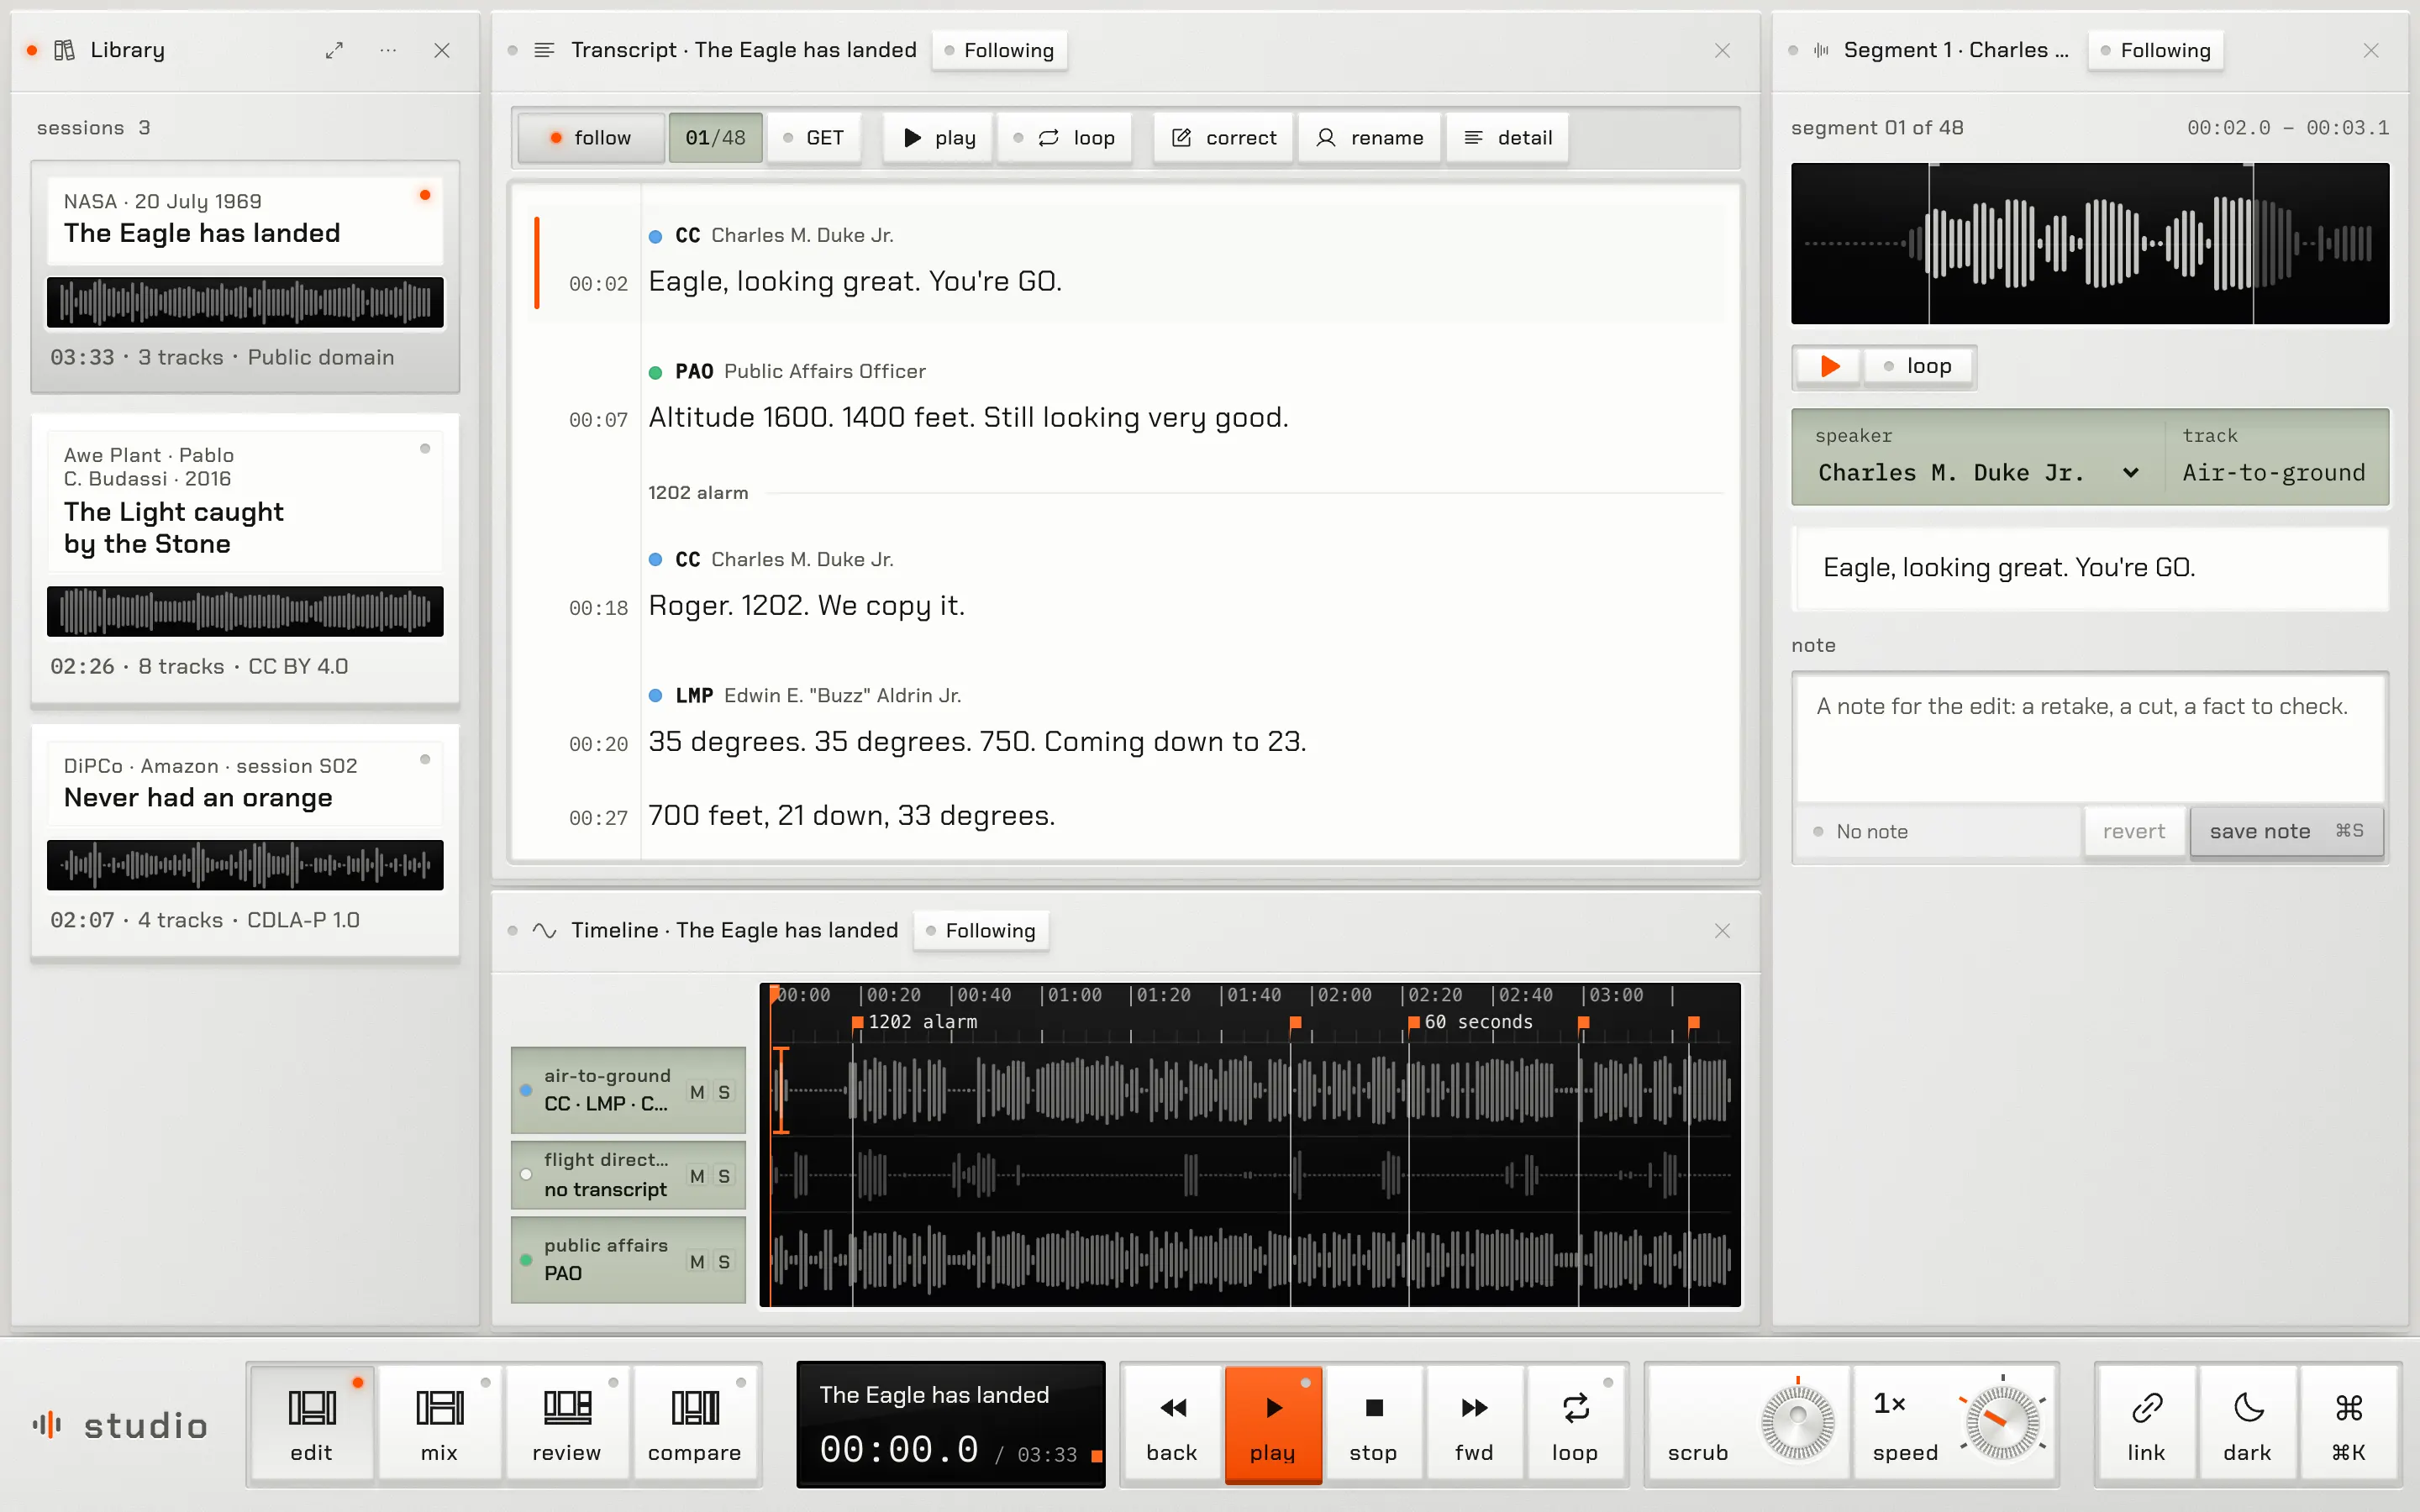 Library
sessions 3
NASA · 20 July 1969
The Eagle has landed
03:33 · 3 tracks · Public domain
Awe Plant · Pablo
C. Budassi · 2016
The Light caught
by the Stone
02:26 · 8 tracks · CC BY 4.0
DiPCo · Amazon · session S02
Never had an orange
02:07 · 4 tracks · CDLA-P 1.0
Transcript · The Eagle has landed Following
follow 01/48 GET play loop correct rename detail
CC Charles M. Duke Jr.
00:02 Eagle, looking great. You're GO.
PAO Public Affairs Officer
00:07 Altitude 1600. 1400 feet. Still looking very good.
1202 alarm
CC Charles M. Duke Jr.
00:18 Roger. 1202. We copy it.
LMP Edwin E. "Buzz" Aldrin Jr.
00:20 35 degrees. 35 degrees. 750. Coming down to 23.
00:27 700 feet, 21 down, 33 degrees.
Timeline · The Eagle has landed Following
00:00 00:20 00:40 01:00 01:20 01:40 02:00 02:20 02:40 03:00
1202 alarm 60 seconds
air-to-ground
CC · LMP · C... M S
flight direct...
no transcript M S
public affairs
PAO M S
Segment 1 · Charles ... Following
segment 01 of 48 00:02.0 – 00:03.1
loop
speaker track
Charles M. Duke Jr. Air-to-ground
Eagle, looking great. You're GO.
note
A note for the edit: a retake, a cut, a fact to check.
No note revert save note ⌘S
studio
edit mix review compare
The Eagle has landed
00:00.0 / 03:33
back play stop fwd loop
scrub
1×
speed
link dark ⌘K